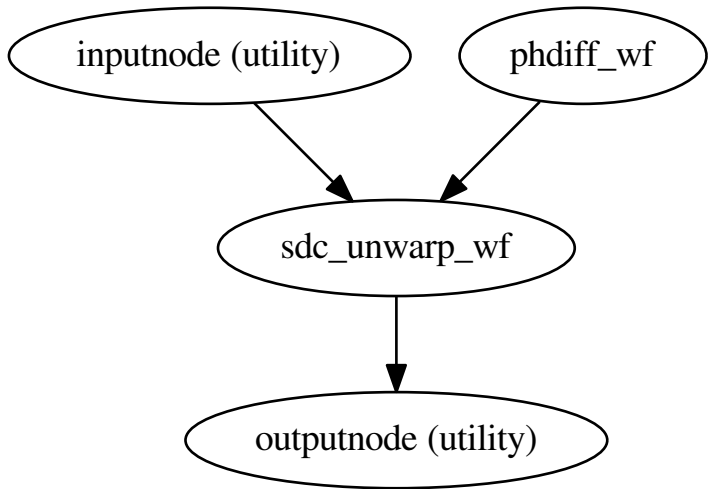 inputnode (utility)
phdiff_wf
sdc_unwarp_wf
outputnode (utility)